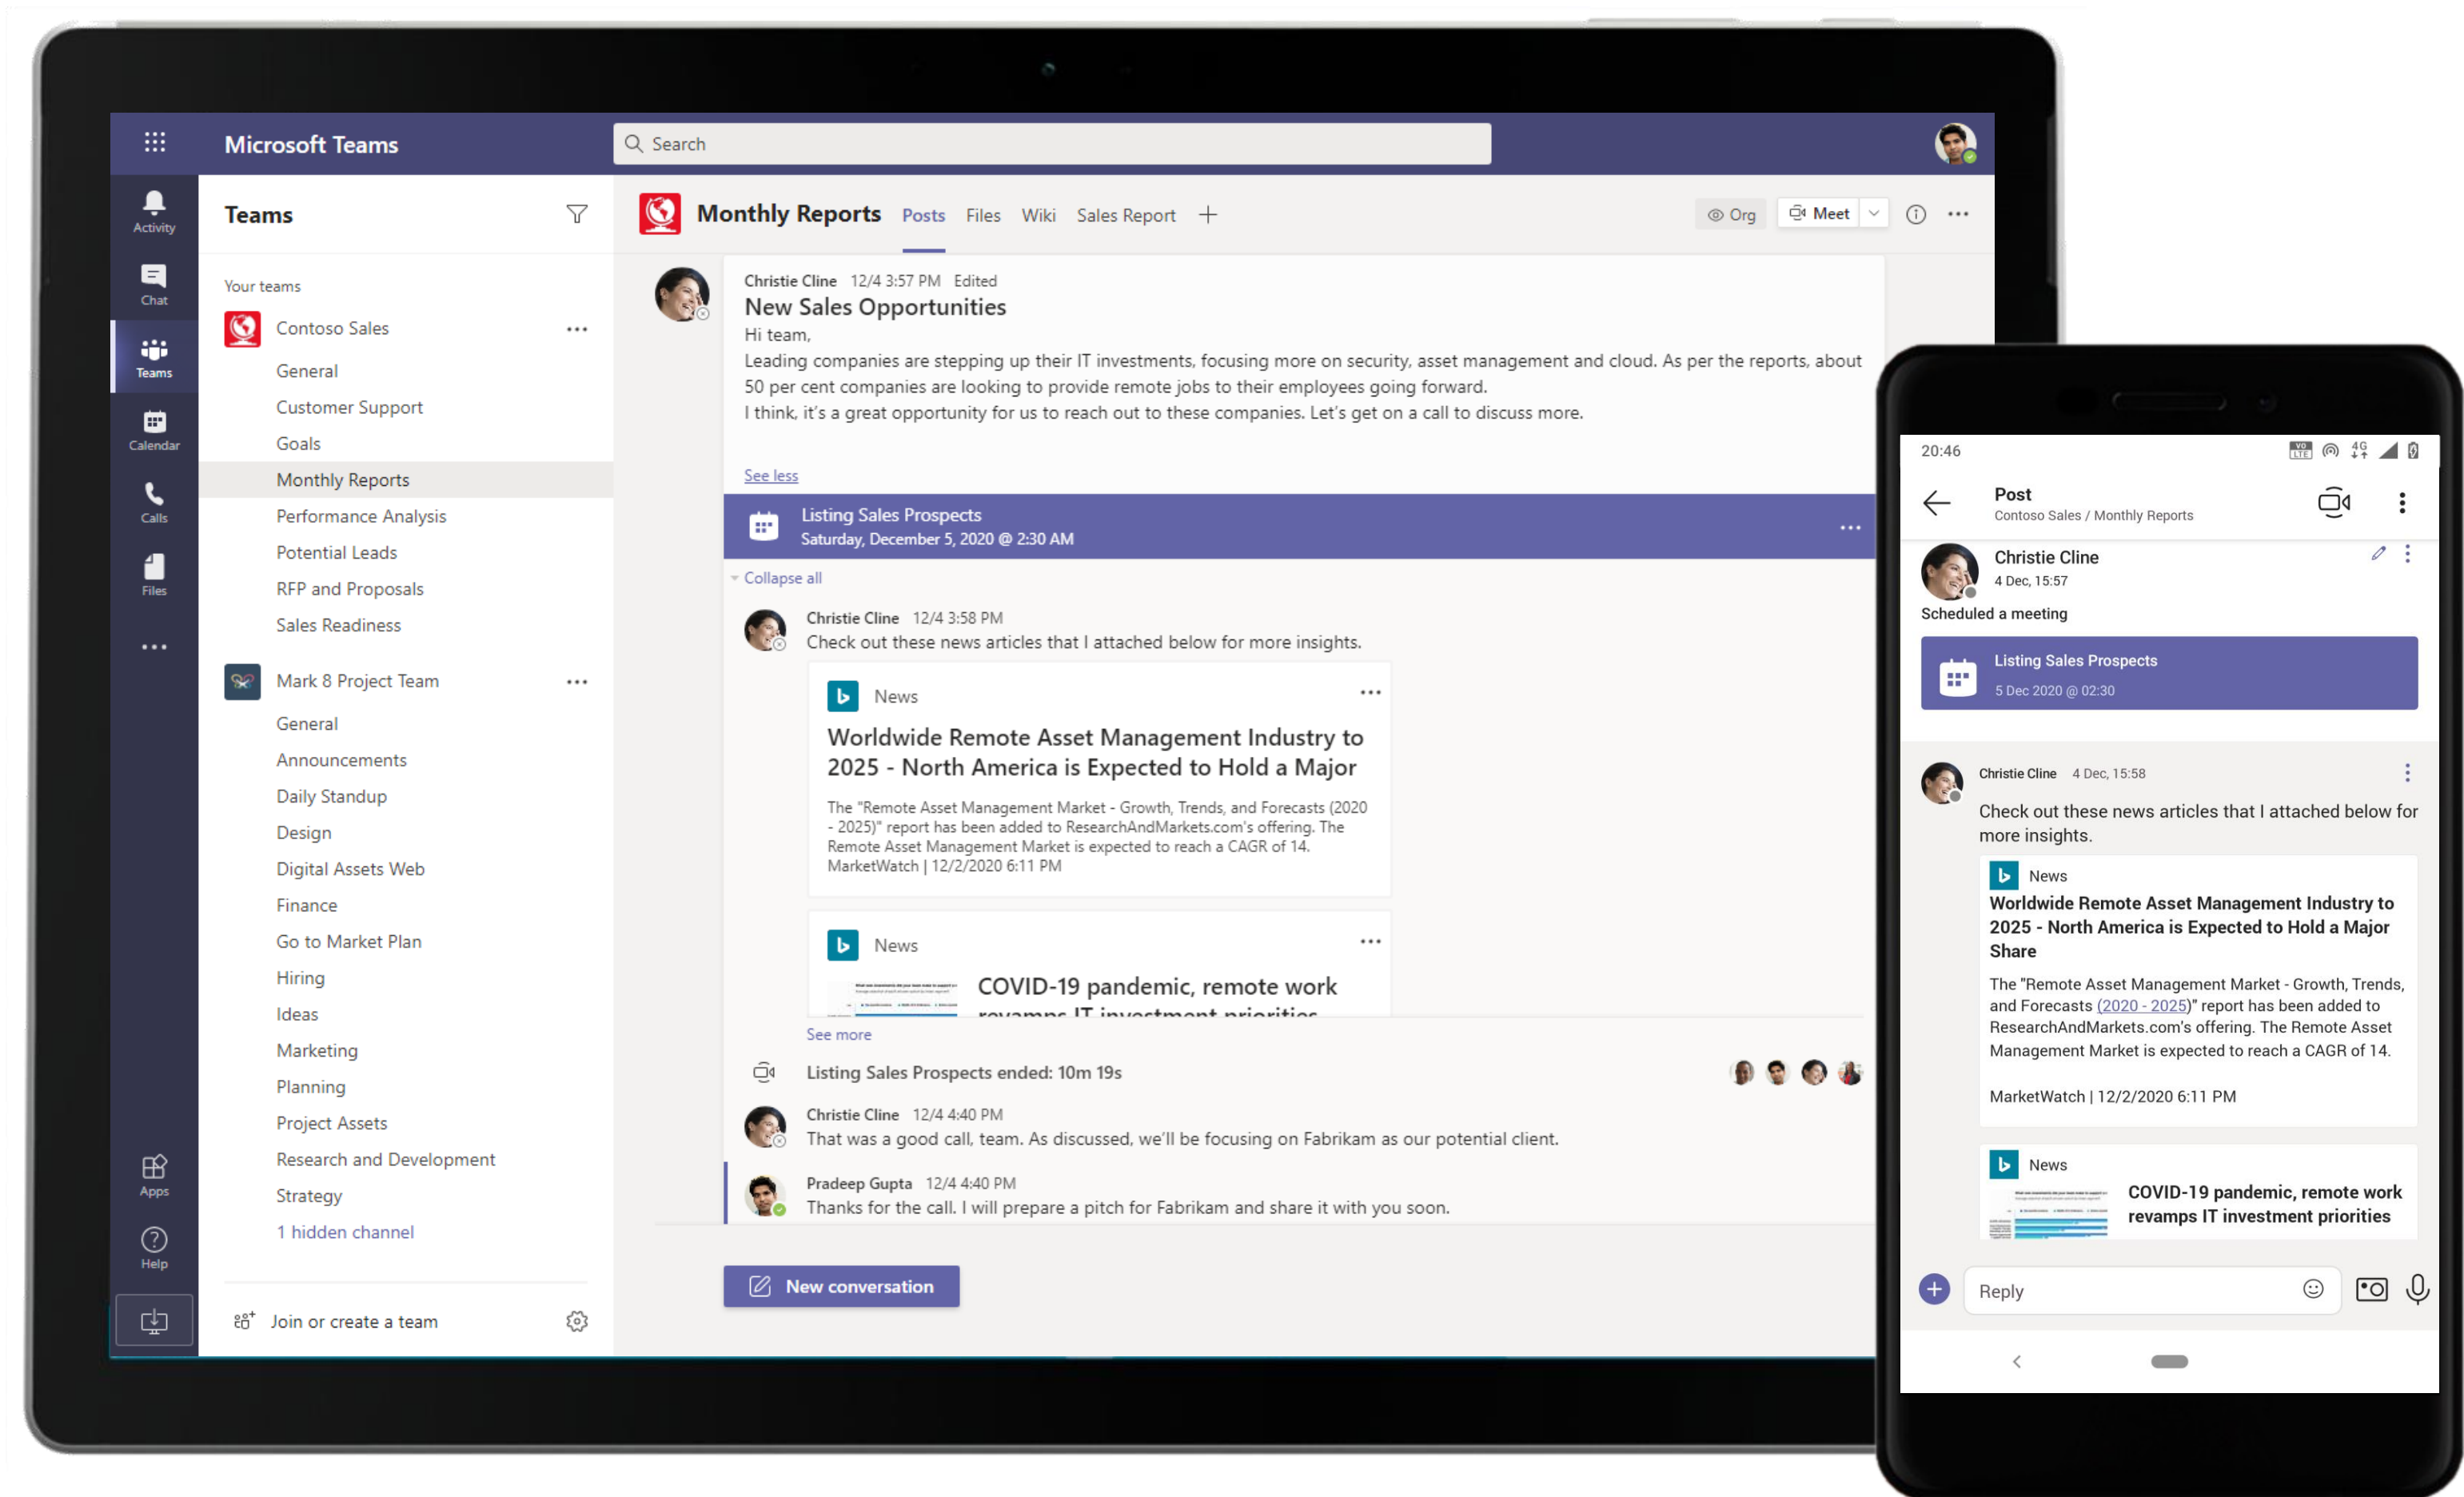 Microsoft Teams
Search
Activity
Chat
Teams
Calendar
Calls
Files
Apps
Help
Teams
Your teams
Contoso Sales
General
Customer Support
Goals
Monthly Reports
Performance Analysis
Potential Leads
RFP and Proposals
Sales Readiness
Mark 8 Project Team
General
Announcements
Daily Standup
Design
Digital Assets Web
Finance
Go to Market Plan
Hiring
Ideas
Marketing
Planning
Project Assets
Research and Development
Strategy
1 hidden channel
Join or create a team
Monthly Reports Posts Files Wiki Sales Report
Org Meet
Christie Cline 12/4 3:57 PM Edited
New Sales Opportunities
Hi team,
Leading companies are stepping up their IT investments, focusing more on security, asset management and cloud. As per the reports, about
50 per cent companies are looking to provide remote jobs to their employees going forward.
I think, it's a great opportunity for us to reach out to these companies. Let's get on a call to discuss more.
See less
Listing Sales Prospects
Saturday, December 5, 2020 @ 2:30 AM
Collapse all
Christie Cline 12/4 3:58 PM
Check out these news articles that I attached below for more insights.
News
Worldwide Remote Asset Management Industry to
2025 - North America is Expected to Hold a Major
The "Remote Asset Management Market - Growth, Trends, and Forecasts (2020
- 2025)" report has been added to ResearchAndMarkets.com's offering. The
Remote Asset Management Market is expected to reach a CAGR of 14.
MarketWatch | 12/2/2020 6:11 PM
News
COVID-19 pandemic, remote work
revamps IT investment priorities
See more
Listing Sales Prospects ended: 10m 19s
Christie Cline 12/4 4:40 PM
That was a good call, team. As discussed, we'll be focusing on Fabrikam as our potential client.
Pradeep Gupta 12/4 4:40 PM
Thanks for the call. I will prepare a pitch for Fabrikam and share it with you soon.
New conversation
20:46
VO LTE 4G
Post
Contoso Sales / Monthly Reports
Christie Cline
4 Dec, 15:57
Scheduled a meeting
Listing Sales Prospects
5 Dec 2020 @ 02:30
Christie Cline 4 Dec, 15:58
Check out these news articles that I attached below for
more insights.
News
Worldwide Remote Asset Management Industry to
2025 - North America is Expected to Hold a Major
Share
The "Remote Asset Management Market - Growth, Trends,
and Forecasts (2020 - 2025)" report has been added to
ResearchAndMarkets.com's offering. The Remote Asset
Management Market is expected to reach a CAGR of 14.
MarketWatch | 12/2/2020 6:11 PM
News
COVID-19 pandemic, remote work
revamps IT investment priorities
Reply